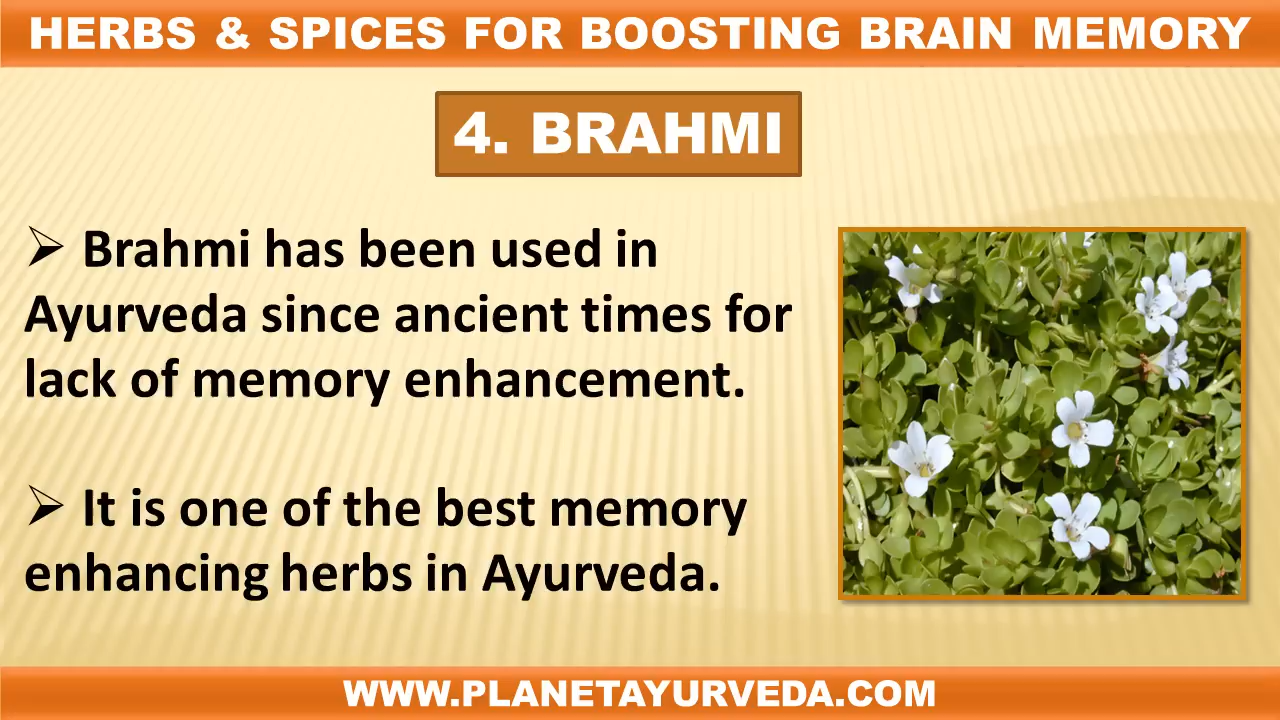 HERBS & SPICES FOR BOOSTING BRAIN MEMORY
4. BRAHMI
➢ Brahmi has been used in
Ayurveda since ancient times for
lack of memory enhancement.
➢ It is one of the best memory
enhancing herbs in Ayurveda.
WWW.PLANETAYURVEDA.COM